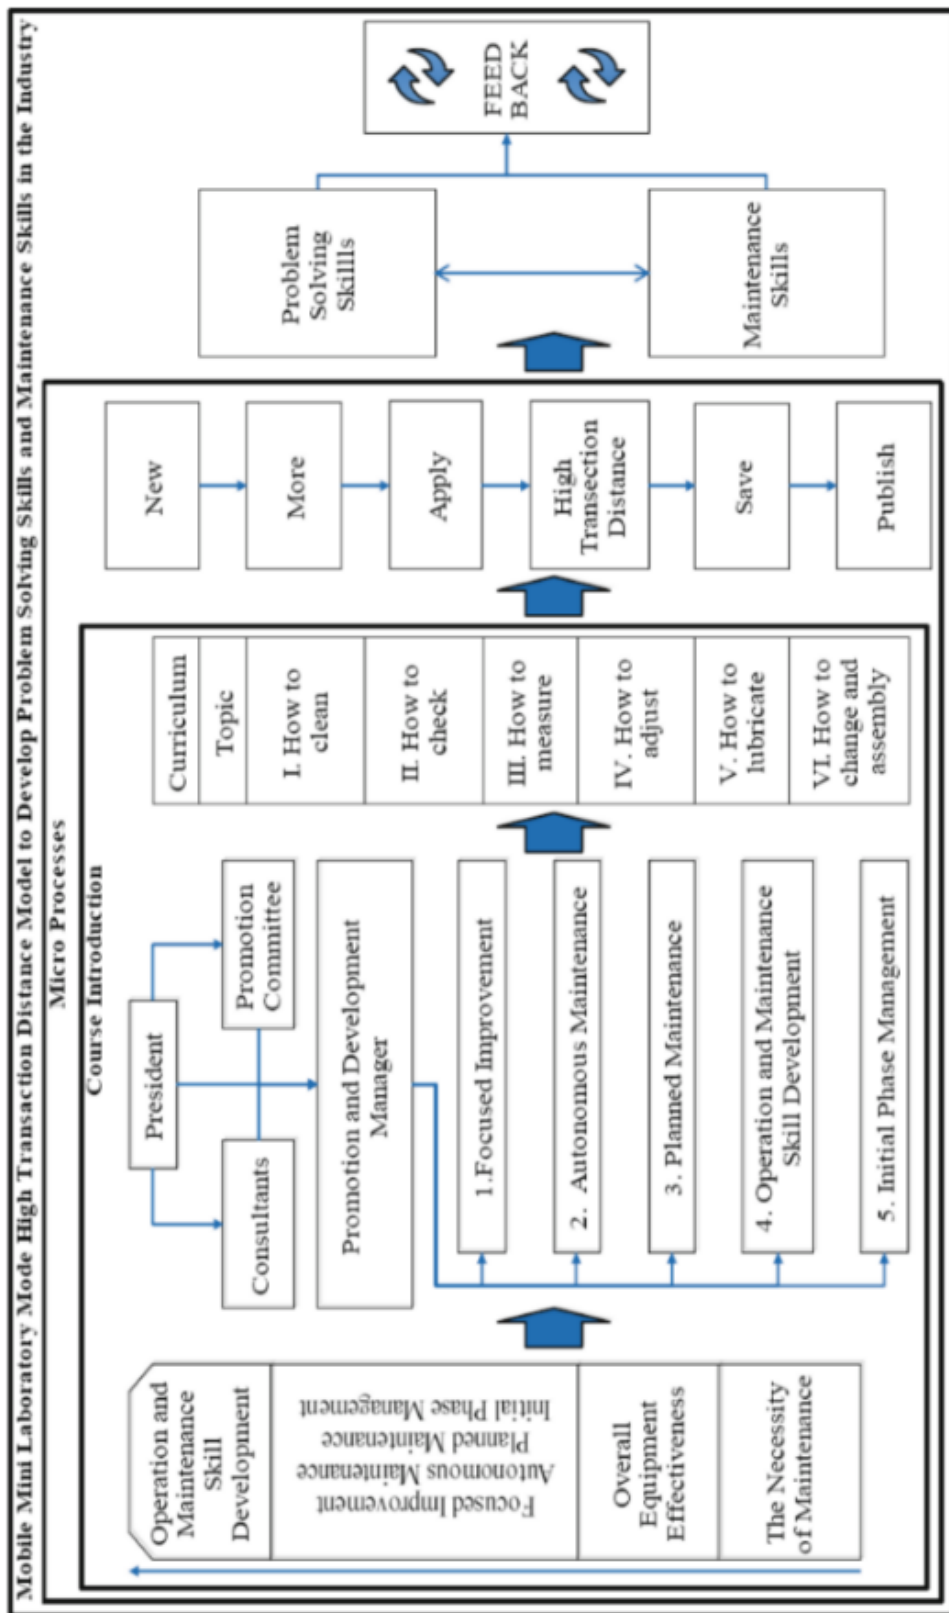 Mobile Mini Laboratory Mode High Transaction Distance Model to Develop Problem Solving Skills and Maintenance Skills in the Industry
Micro Processes
Course Introduction
Operation and
Maintenance
Skill
Development
Focused Improvement
Autonomous Maintenance
Planned Maintenance
Initial Phase Management
Overall
Equipment
Effectiveness
The Necessity
of Maintenance
President
Consultants
Promotion
Committee
Promotion and Development
Manager
1.Focused Improvement
2. Autonomous Maintenance
3. Planned Maintenance
4. Operation and Maintenance
Skill Development
5. Initial Phase Management
Curriculum
Topic
I. How to
clean
II. How to
check
III. How to
measure
IV. How to
adjust
V. How to
lubricate
VI. How to
change and
assembly
New
More
Apply
High
Transection
Distance
Save
Publish
Problem
Solving
Skillls
Maintenance
Skills
FEED
BACK